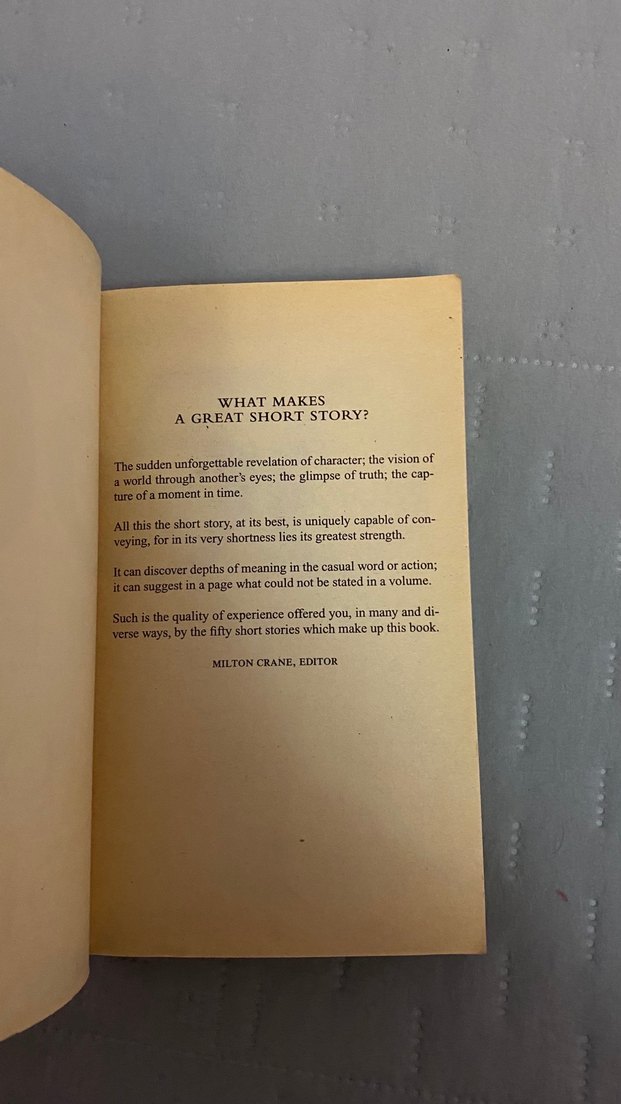 WHAT MAKES
A GREAT SHORT STORY?
The sudden unforgettable revelation of character; the vision of
a world through another's eyes; the glimpse of truth; the cap-
ture of a moment in time.
All this the short story, at its best, is uniquely capable of con-
veying, for in its very shortness lies its greatest strength.
It can discover depths of meaning in the casual word or action;
it can suggest in a page what could not be stated in a volume.
Such is the quality of experience offered you, in many and di-
verse ways, by the fifty short stories which make up this book.
MILTON CRANE, EDITOR